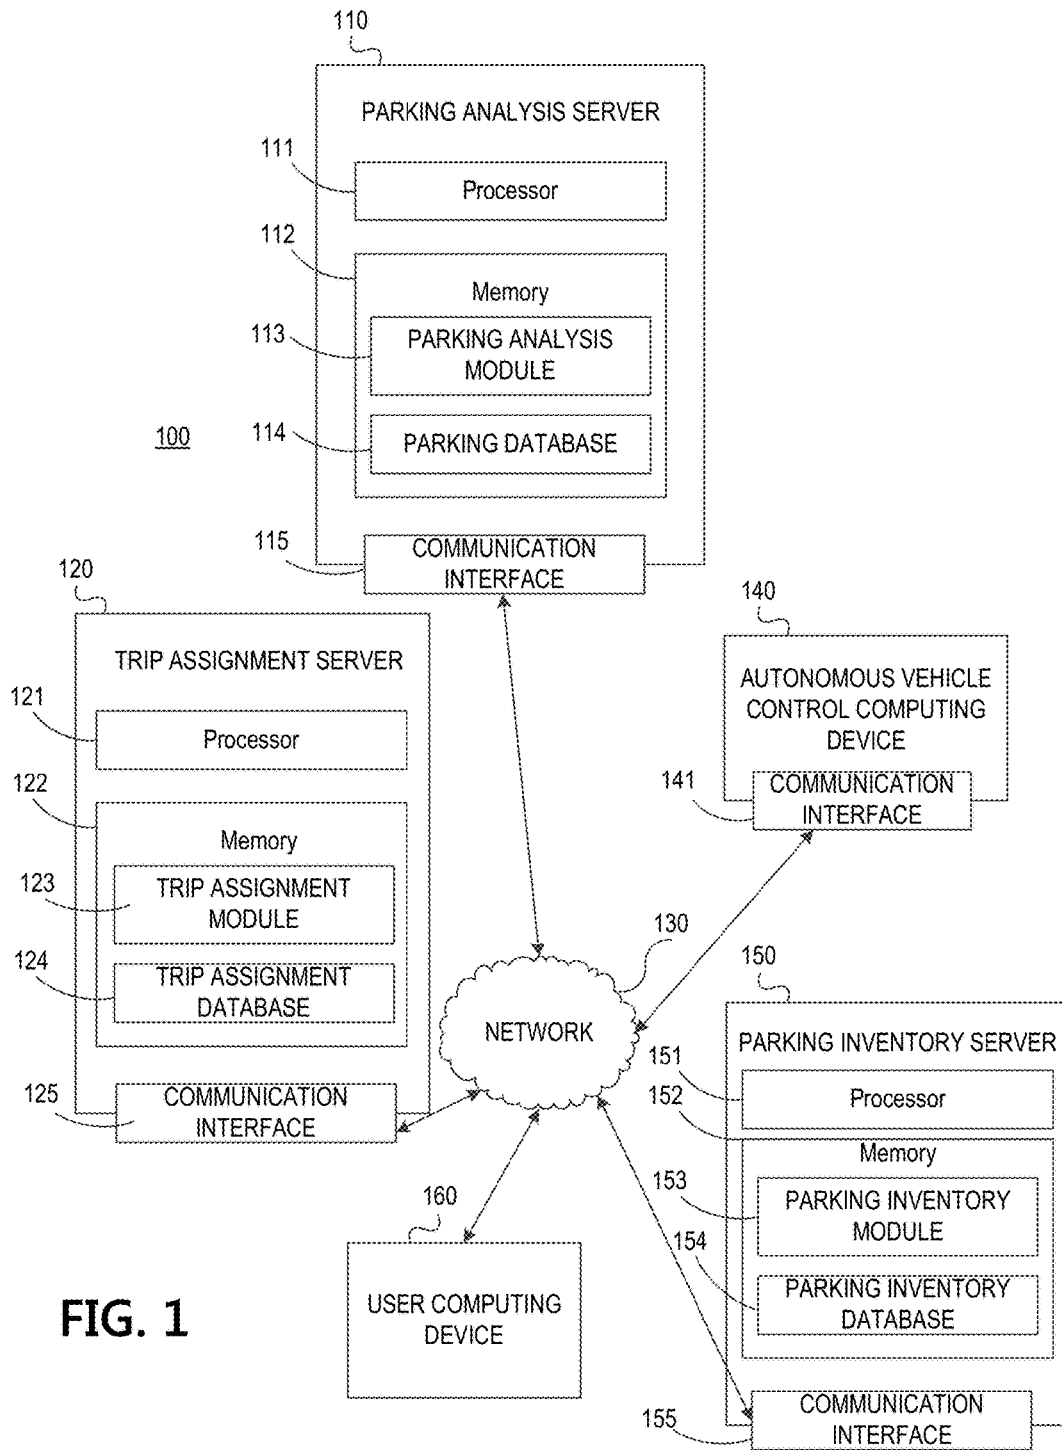 110
PARKING ANALYSIS SERVER
111
Processor
112
Memory
113
PARKING ANALYSIS
MODULE
100
114
PARKING DATABASE
115
COMMUNICATION
INTERFACE
120
TRIP ASSIGNMENT SERVER
121
Processor
122
Memory
123
TRIP ASSIGNMENT
MODULE
124
TRIP ASSIGNMENT
DATABASE
125
COMMUNICATION
INTERFACE
140
AUTONOMOUS VEHICLE
CONTROL COMPUTING
DEVICE
141
COMMUNICATION
INTERFACE
130
NETWORK
150
PARKING INVENTORY SERVER
151
Processor
152
Memory
153
PARKING INVENTORY
MODULE
154
PARKING INVENTORY
DATABASE
155
COMMUNICATION
INTERFACE
160
USER COMPUTING
DEVICE
FIG. 1